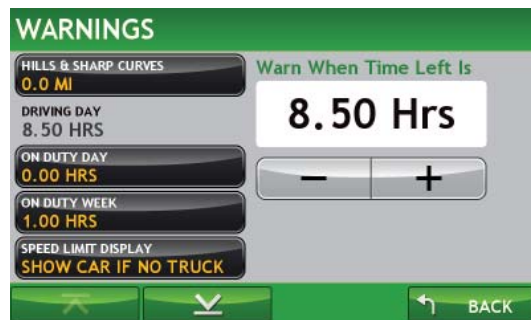 WARNINGS
HILLS & SHARP CURVES
0.0 MI
DRIVING DAY
8.50 HRS
ON DUTY DAY
0.00 HRS
ON DUTY WEEK
1.00 HRS
SPEED LIMIT DISPLAY
SHOW CAR IF NO TRUCK
Warn When Time Left Is
8.50 Hrs
- +
BACK